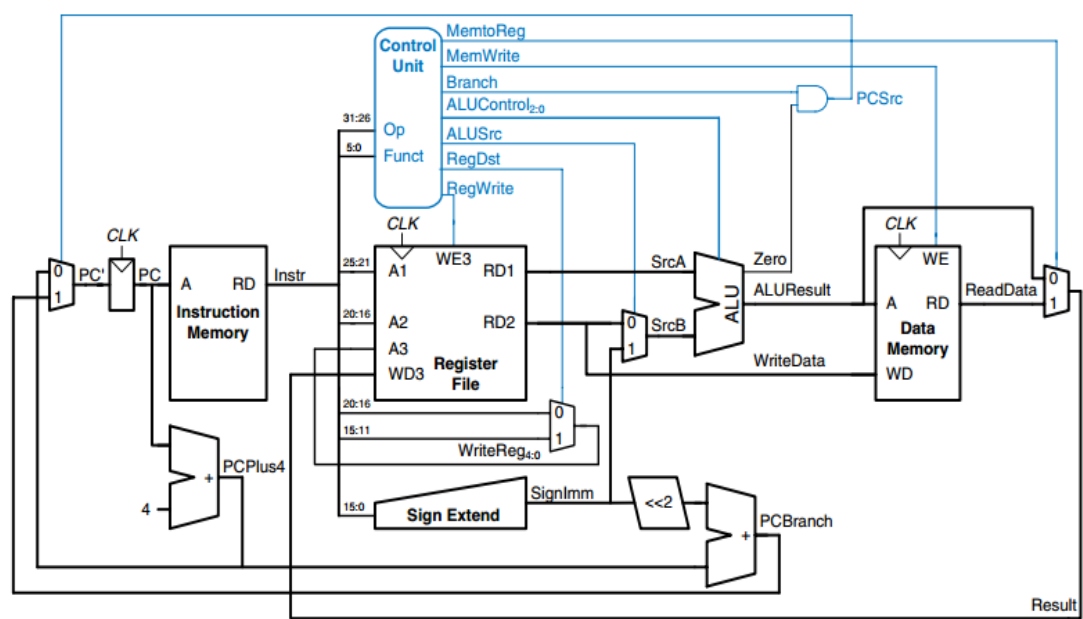 MemtoReg
Control
Unit
MemWrite
Branch
PCSrc
ALUControl2:0
31:26
Op
ALUSrc
5:0
Funct
RegDst
RegWrite
CLK
CLK
CLK
0
1
PC'
PC
A
RD
Instruction
Memory
Instr
25:21
A1
WE3
RD1
SrcA
Zero
WE
0
1
20:16
A2
RD2
0
1
SrcB
ALU
ALUResult
A
RD
ReadData
Data
Memory
A3
Register
File
WD3
WriteData
WD
20:16
0
15:11
1
WriteReg4:0
PCPlus4
+
4
15:0
Sign Extend
SignImm
<<2
+
PCBranch
Result